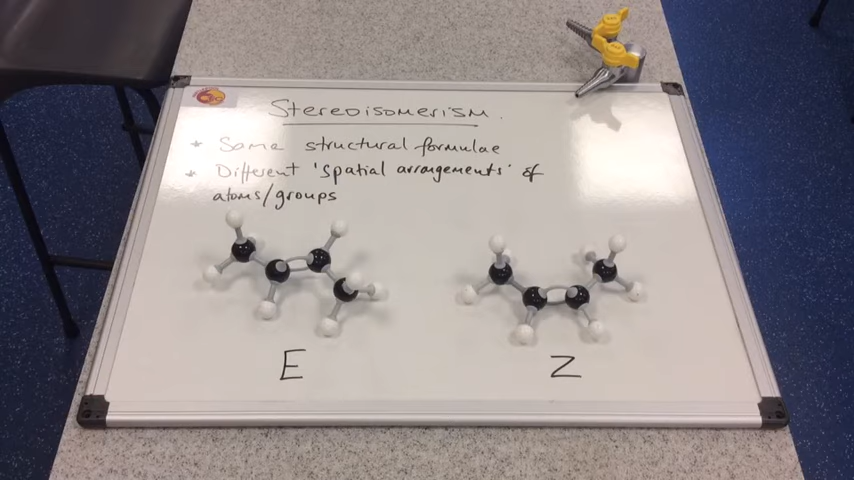 Stereoisomerism.
* Same structural formulae
* Different 'spatial arrangements' of
atoms/groups
E
Z